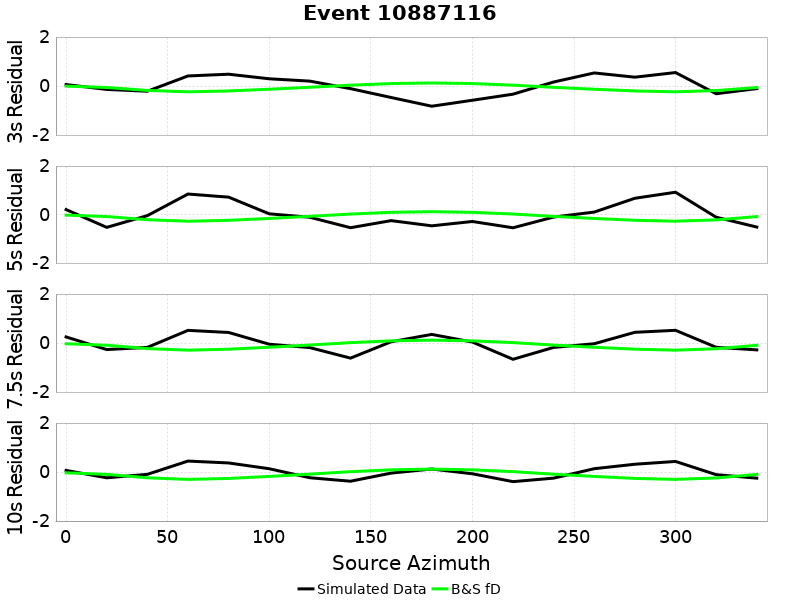 Event 10887116
3s Residual
2
0
-2
5s Residual
2
0
-2
7.5s Residual
2
0
-2
10s Residual
2
0
-2
0 50 100 150 200 250 300
Source Azimuth
Simulated Data B&S fD